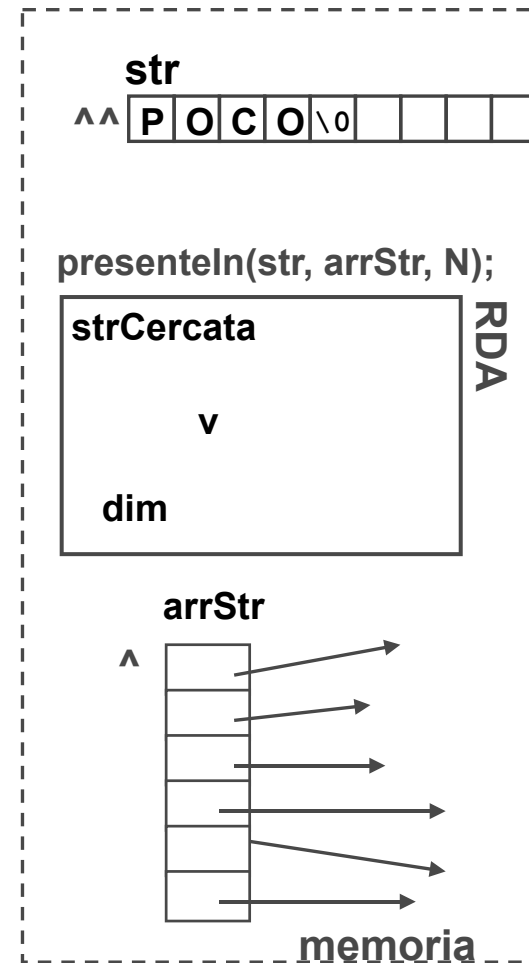 str
^^ P O C O \0
presenteIn(str, arrStr, N);
strCercata
RDA
v
dim
arrStr
^
memoria